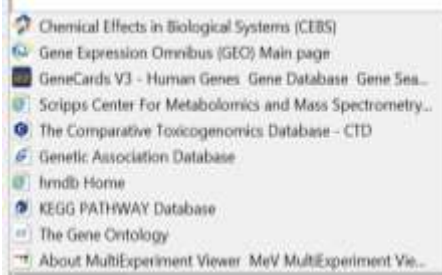 Chemical Effects in Biological Systems (CEBS)
Gene Expression Omnibus (GEO) Main page
GeneCards V3 - Human Genes Gene Database Gene Sea...
Scripps Center For Metabolomics and Mass Spectrometry...
The Comparative Toxicogenomics Database - CTD
Genetic Association Database
hmdb Home
KEGG PATHWAY Database
The Gene Ontology
About MultiExperiment Viewer MeV MultiExperiment Vie...